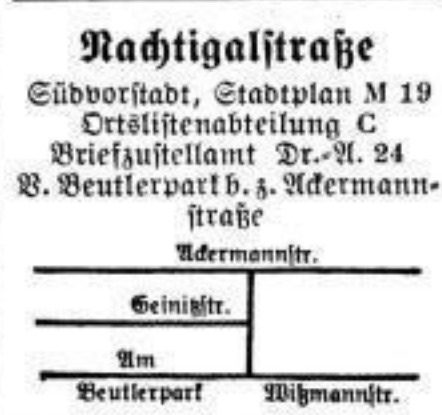 Nachtigalstraße
Südvorstadt, Stadtplan M 19
Ortslistenabteilung C
Briefzustellamt Dr.-A. 24
V. Beutlerpark b. z. Ackermann-
straße
Ackermannstr.
Geinitzstr.
Am
Beutlerpark Wißmannstr.